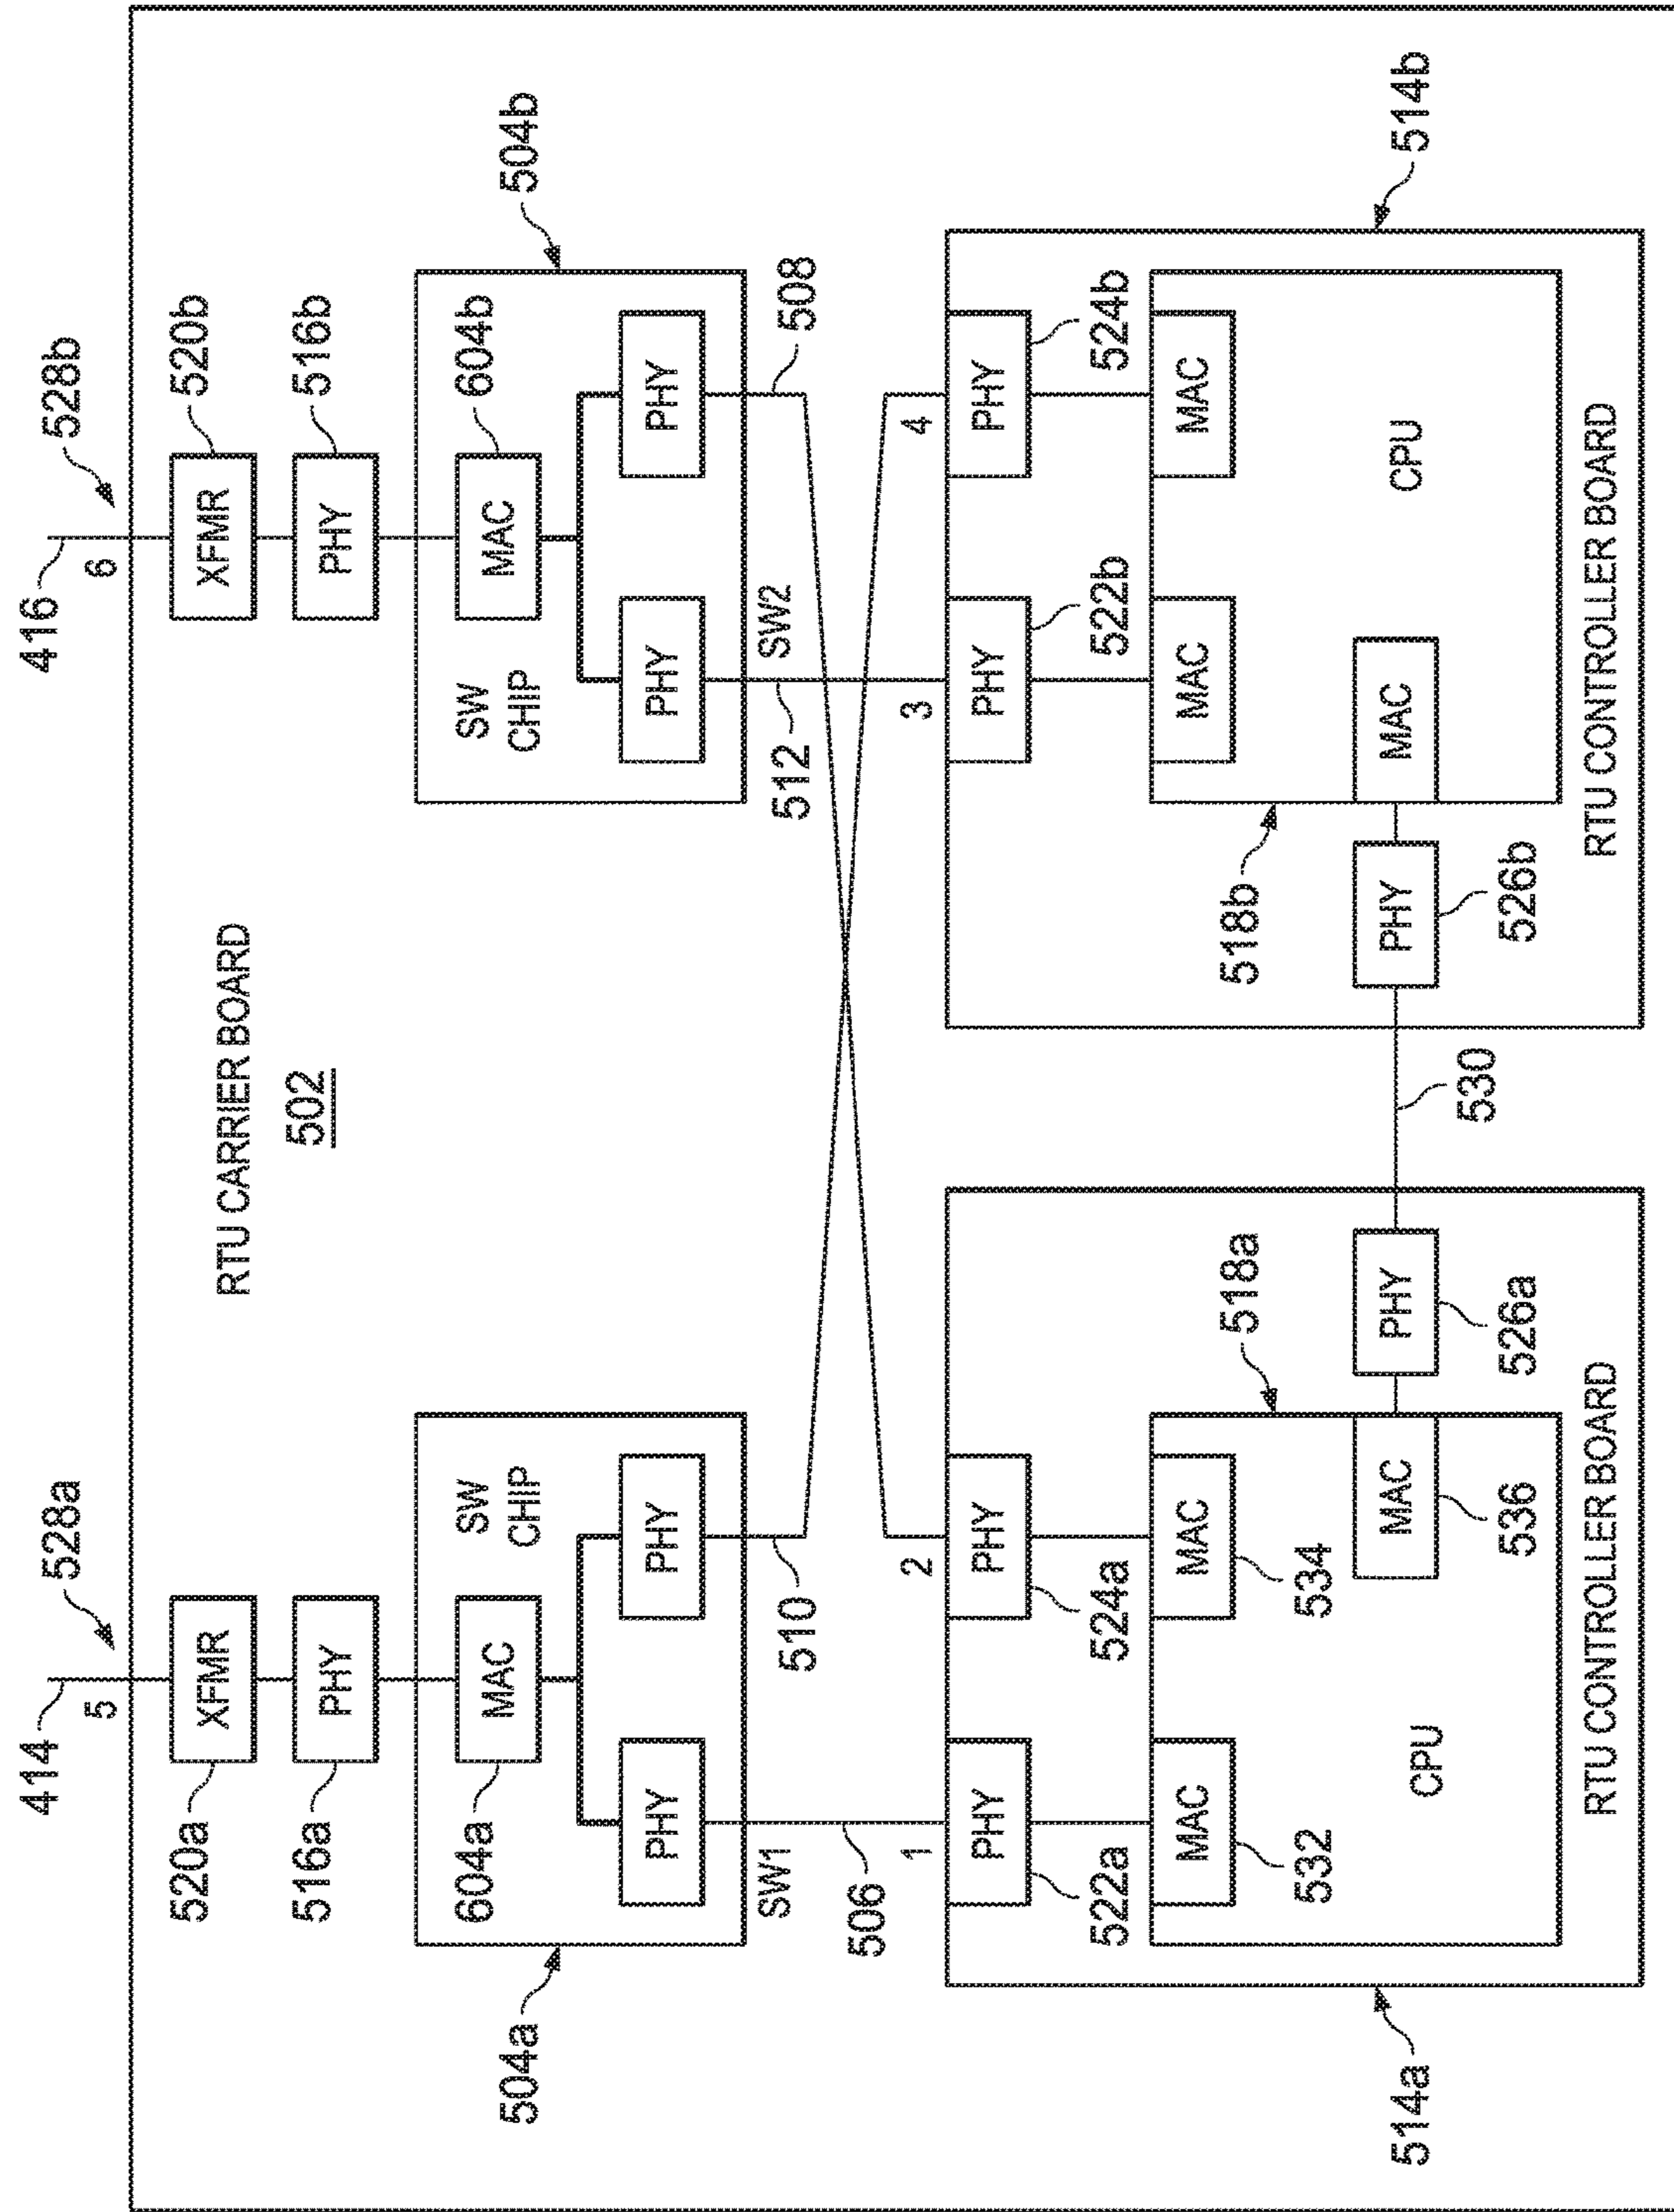 414
5
528a
416
6
528b
520a
XFMR
RTU CARRIER BOARD
XFMR
520b
516a
PHY
502
PHY
516b
604a
MAC
SW
CHIP
SW
CHIP
MAC
604b
504a
PHY
PHY
PHY
PHY
504b
SW1
510
512
SW2
508
506
1
2
3
4
PHY
PHY
PHY
PHY
522a
524a
522b
524b
MAC
MAC
518a
MAC
MAC
532
534
518b
CPU
MAC
PHY
PHY
MAC
CPU
536
526a
530
526b
514a
RTU CONTROLLER BOARD
RTU CONTROLLER BOARD
514b